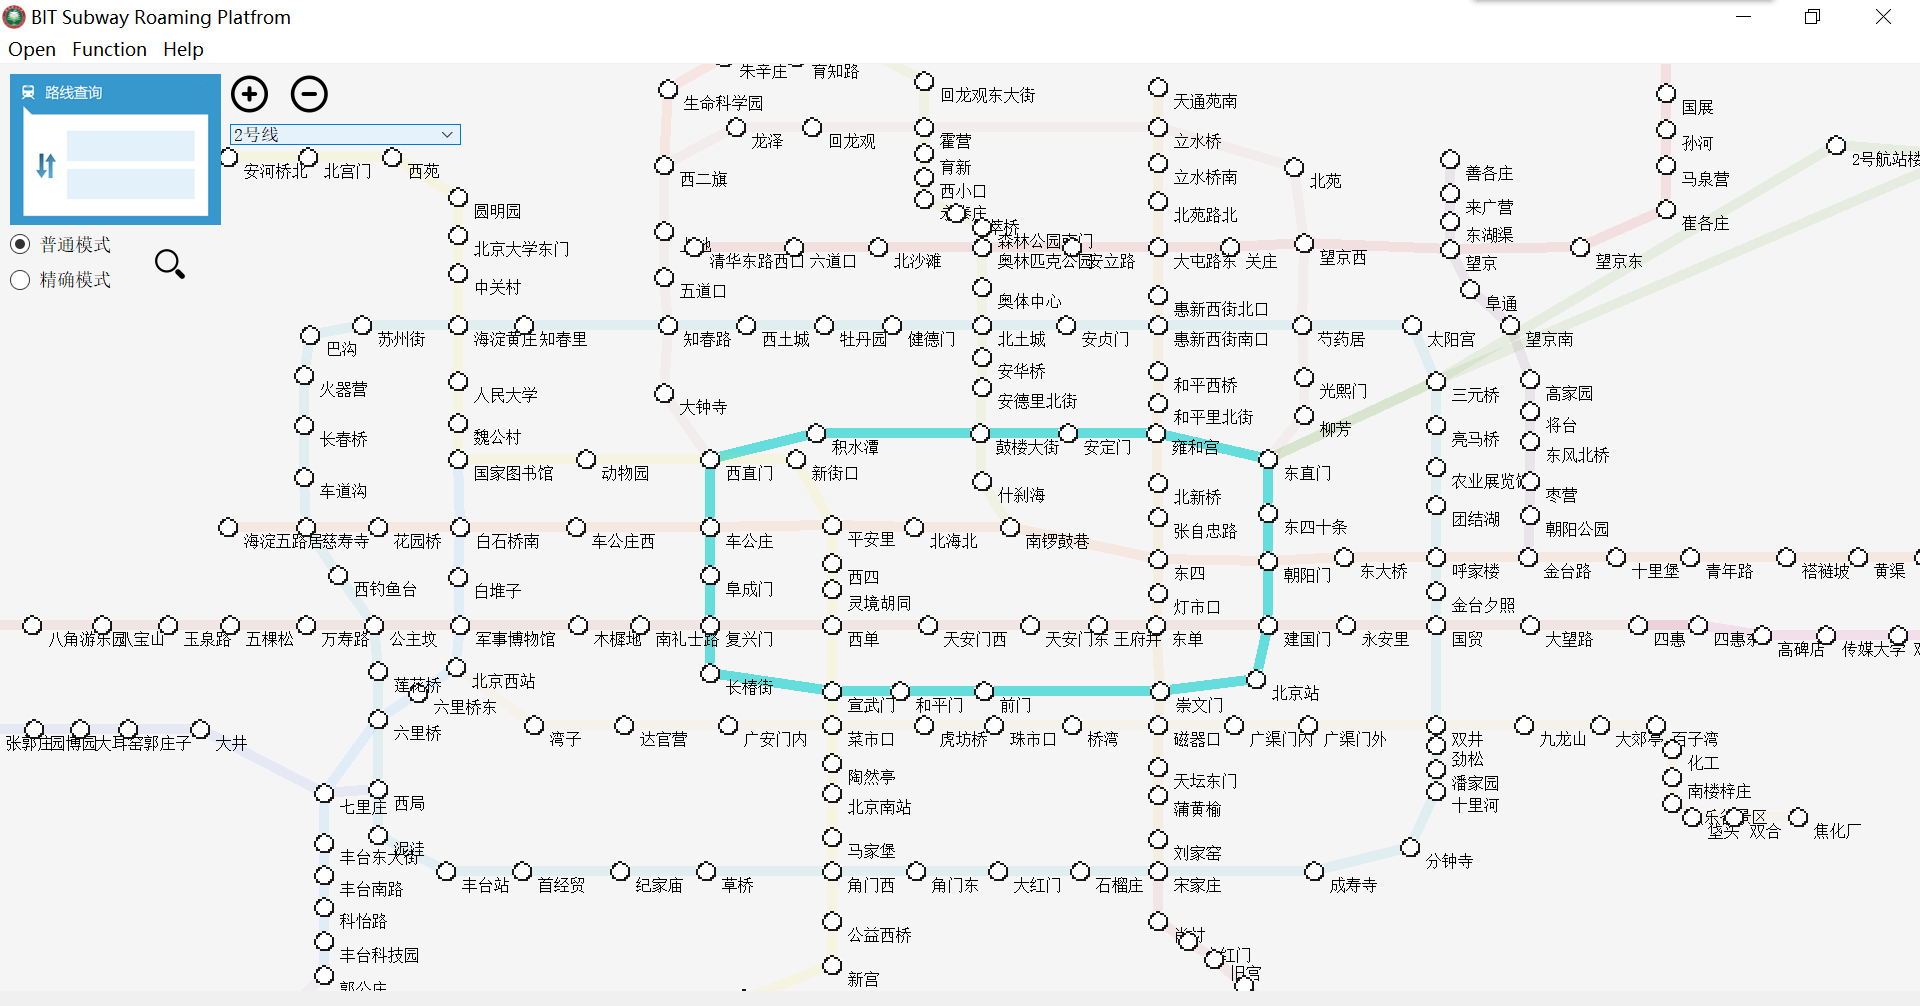 BIT Subway Roaming Platfrom
Open Function Help
路线查询
2号线
普通模式
精确模式
朱辛庄 育知路
生命科学园
回龙观东大街
天通苑南
国展
龙泽
回龙观
霍营
立水桥
孙河
2号航站楼
安河桥北
北宫门
西苑
西二旗
育新
立水桥南
北苑
善各庄
马泉营
西小口
圆明园
北苑路北
来广营
崔各庄
北京大学东门
东湖渠
森林公园南门
清华东路西口
六道口
北沙滩
奥林匹克公园
安立路
大屯路东
关庄
望京西
望京
望京东
中关村
五道口
奥体中心
惠新西街北口
阜通
巴沟
苏州街
海淀黄庄
知春里
知春路
西土城
牡丹园
健德门
北土城
安贞门
惠新西街南口
芍药居
太阳宫
望京南
火器营
人民大学
安华桥
和平西桥
光熙门
三元桥
高家园
大钟寺
安德里北街
和平里北街
柳芳
将台
长春桥
魏公村
积水潭
鼓楼大街
安定门
雍和宫
亮马桥
东风北桥
国家图书馆
动物园
西直门
新街口
东直门
车道沟
什刹海
北新桥
农业展览馆
枣营
海淀五路居
慈寿寺
花园桥
白石桥南
车公庄西
车公庄
平安里
北海北
南锣鼓巷
张自忠路
东四十条
团结湖
朝阳公园
西钓鱼台
白堆子
阜成门
西四
东四
朝阳门
东大桥
呼家楼
金台路
十里堡
青年路
褡裢坡
黄渠
灵境胡同
灯市口
金台夕照
八角游乐园
八宝山
玉泉路
五棵松
万寿路
公主坟
军事博物馆
木樨地
南礼士路
复兴门
西单
天安门西
天安门东
王府井
东单
建国门
永安里
国贸
大望路
四惠
四惠东
高碑店
传媒大学
莲花桥
北京西站
长椿街
北京站
六里桥东
宣武门
和平门
前门
崇文门
张郭庄
园博园
大瓦窑
郭庄子
大井
六里桥
湾子
达官营
广安门内
菜市口
虎坊桥
珠市口
桥湾
磁器口
广渠门内
广渠门外
双井
九龙山
大郊亭
百子湾
劲松
化工
七里庄
西局
陶然亭
天坛东门
潘家园
南楼梓庄
北京南站
蒲黄榆
十里河
垡头
双合
焦化厂
丰台东大街
泥洼
马家堡
刘家窑
分钟寺
丰台南路
丰台站
首经贸
纪家庙
草桥
角门西
角门东
大红门
石榴庄
宋家庄
成寿寺
科怡路
公益西桥
肖村
丰台科技园
小红门
新宫
旧宫
郭公庄